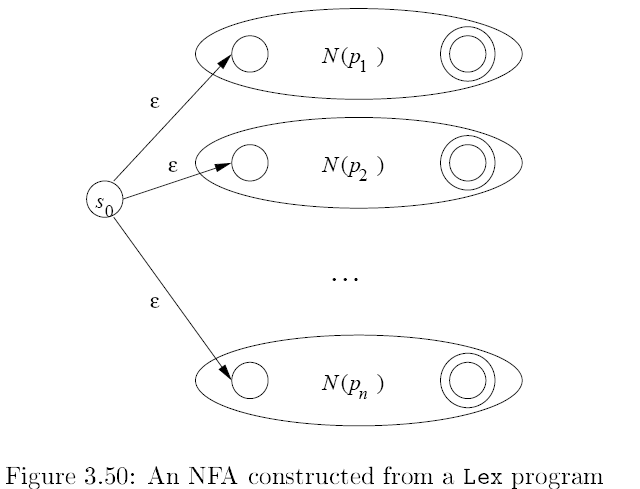 N(p1)
ε
ε
N(p2)
s0
...
ε
N(pn)
Figure 3.50: An NFA constructed from a Lex program